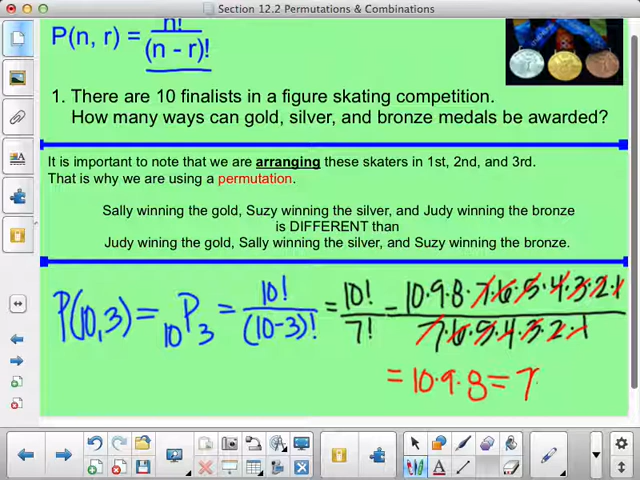 Section 12.2 Permutations & Combinations
P(n, r) = n!
(n - r)!
1. There are 10 finalists in a figure skating competition.
How many ways can gold, silver, and bronze medals be awarded?
It is important to note that we are arranging these skaters in 1st, 2nd, and 3rd.
That is why we are using a permutation.
Sally winning the gold, Suzy winning the silver, and Judy winning the bronze
is DIFFERENT than
Judy wining the gold, Sally winning the silver, and Suzy winning the bronze.
P(10,3) = 10P3 = 10! / (10-3)! = 10! / 7! = 10·9·8·7·6·5·4·3·2·1 / 7·6·5·4·3·2·1
= 10·9·8 = 7